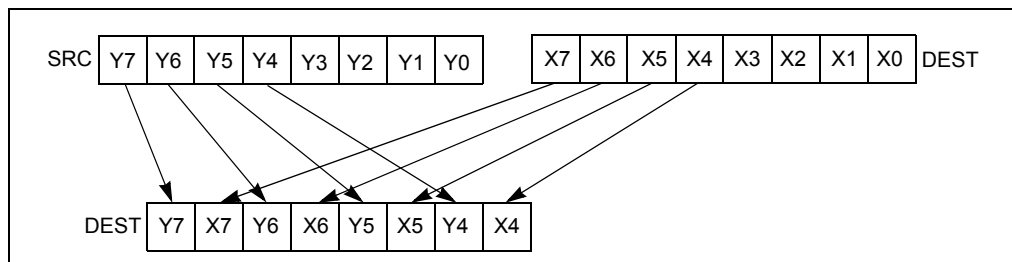 SRC Y7 Y6 Y5 Y4 Y3 Y2 Y1 Y0 X7 X6 X5 X4 X3 X2 X1 X0 DEST
DEST Y7 X7 Y6 X6 Y5 X5 Y4 X4